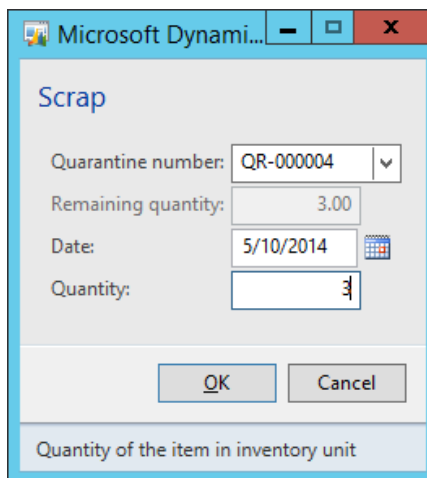 Microsoft Dynami...
Scrap
Quarantine number: QR-000004
Remaining quantity: 3.00
Date: 5/10/2014
Quantity: 3
OK Cancel
Quantity of the item in inventory unit